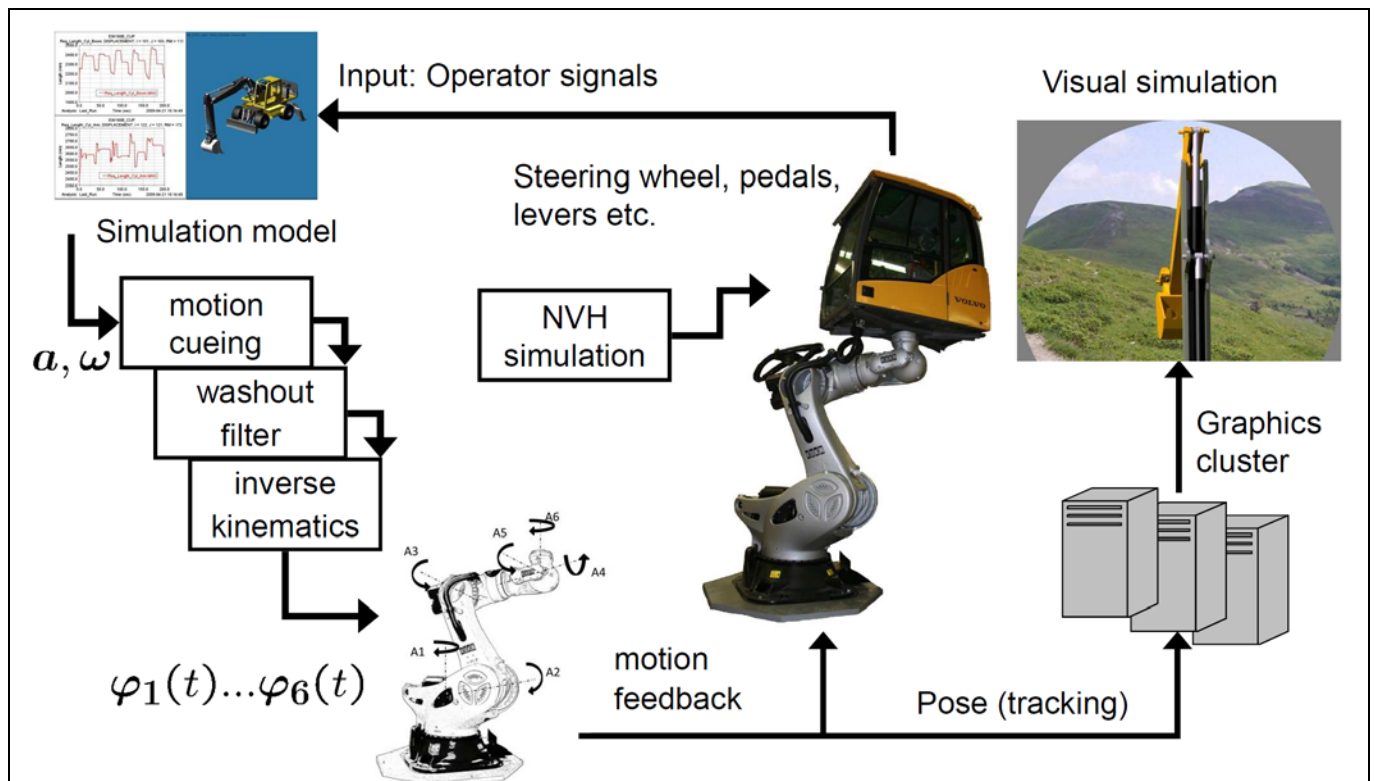 Input: Operator signals
Visual simulation
Steering wheel, pedals,
levers etc.
Simulation model
motion
cueing
a, ω
NVH
simulation
VOLVO
washout
filter
Graphics
cluster
inverse
kinematics
A6
A5
A3
A4
A1
A2
φ₁(t)...φ₆(t)
motion
feedback
Pose (tracking)